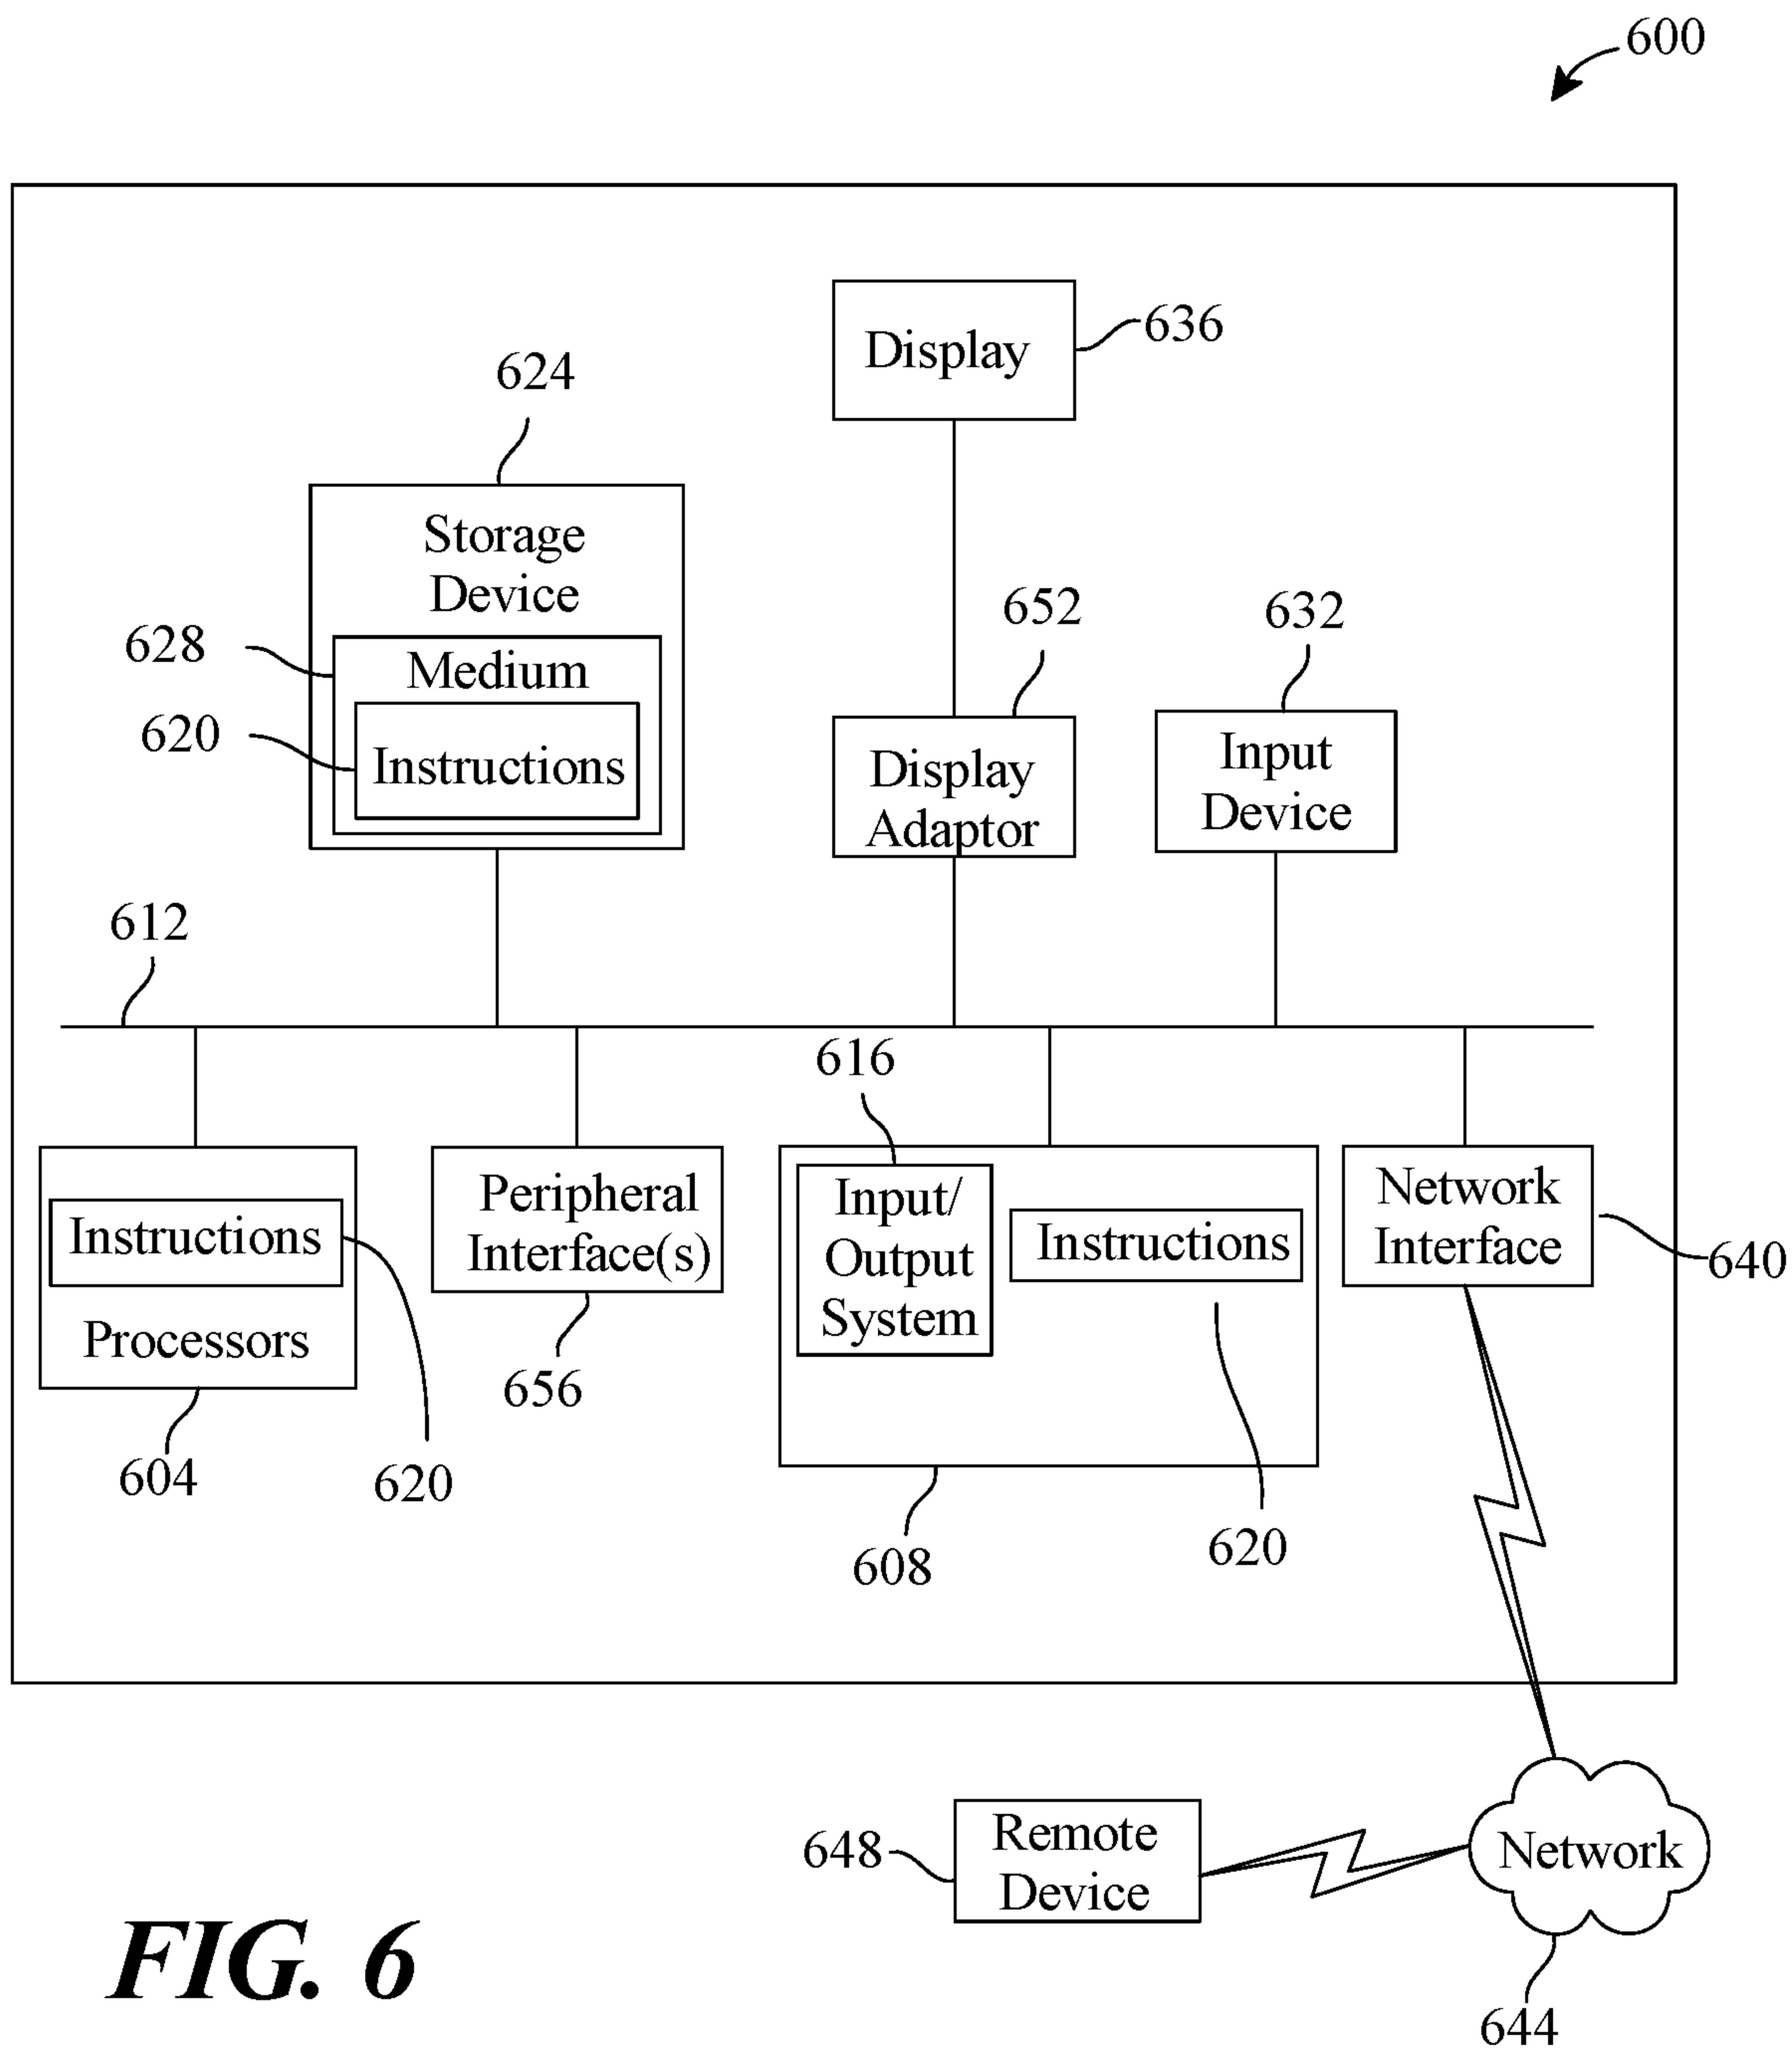 600
Display
636
624
Storage
Device
628
Medium
620
Instructions
652
Display
Adaptor
632
Input
Device
612
616
Instructions
Processors
604
620
Peripheral
Interface(s)
656
Input/
Output
System
Instructions
608
620
Network
Interface
640
648
Remote
Device
Network
644
FIG. 6